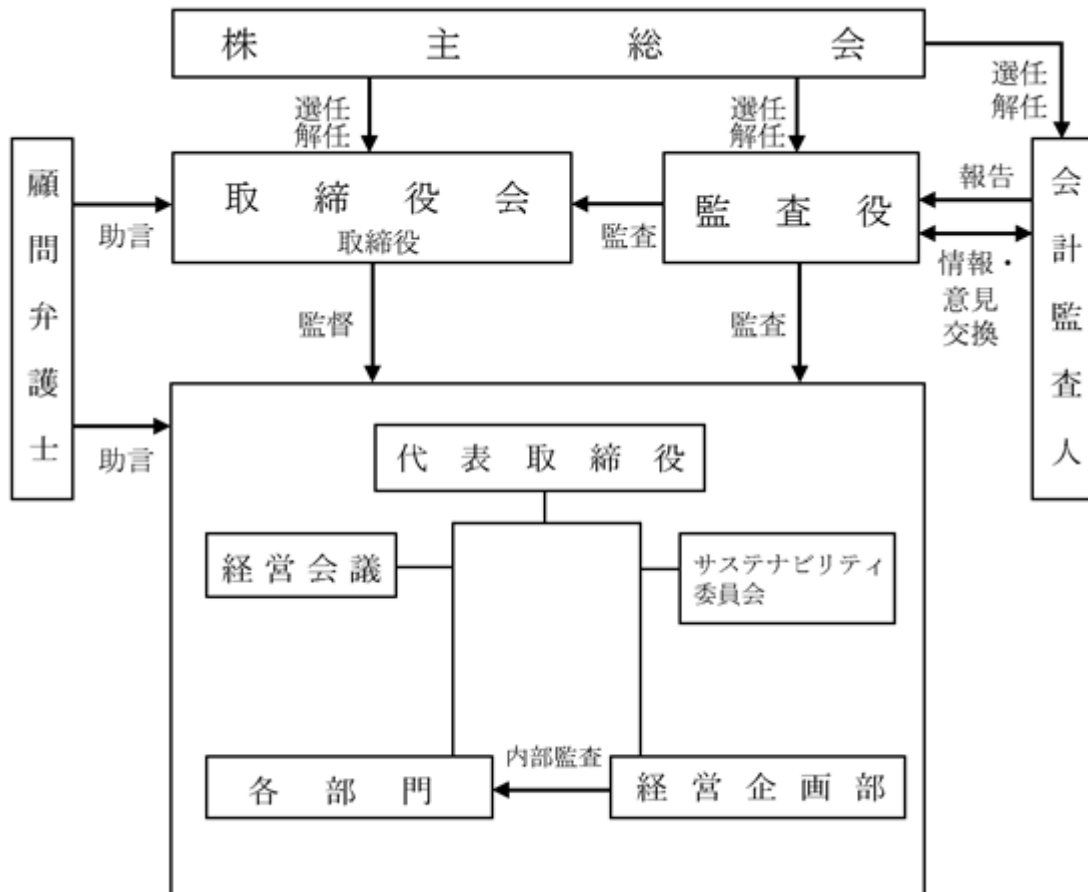 株主総会
選任
解任
選任
解任
選任
解任
顧問弁護士
助言
取締役会
取締役
監査
監査役
報告
情報・
意見
交換
会計監査人
監督
監査
助言
代表取締役
経営会議
サステナビリティ
委員会
各部門
内部監査
経営企画部